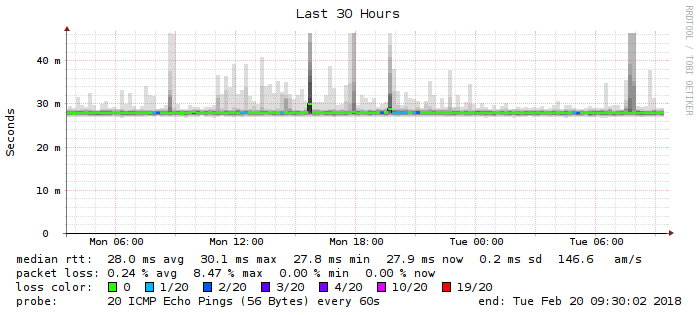 Last 30 Hours
RRDTOOL / TOBI OETIKER
Seconds
40 m
30 m
20 m
10 m
0
Mon 06:00 Mon 12:00 Mon 18:00 Tue 00:00 Tue 06:00
median rtt: 28.0 ms avg 30.1 ms max 27.8 ms min 27.9 ms now 0.2 ms sd 146.6 am/s
packet loss: 0.24 % avg 8.47 % max 0.00 % min 0.00 % now
loss color: 0 1/20 2/20 3/20 4/20 10/20 19/20
probe: 20 ICMP Echo Pings (56 Bytes) every 60s end: Tue Feb 20 09:30:02 2018